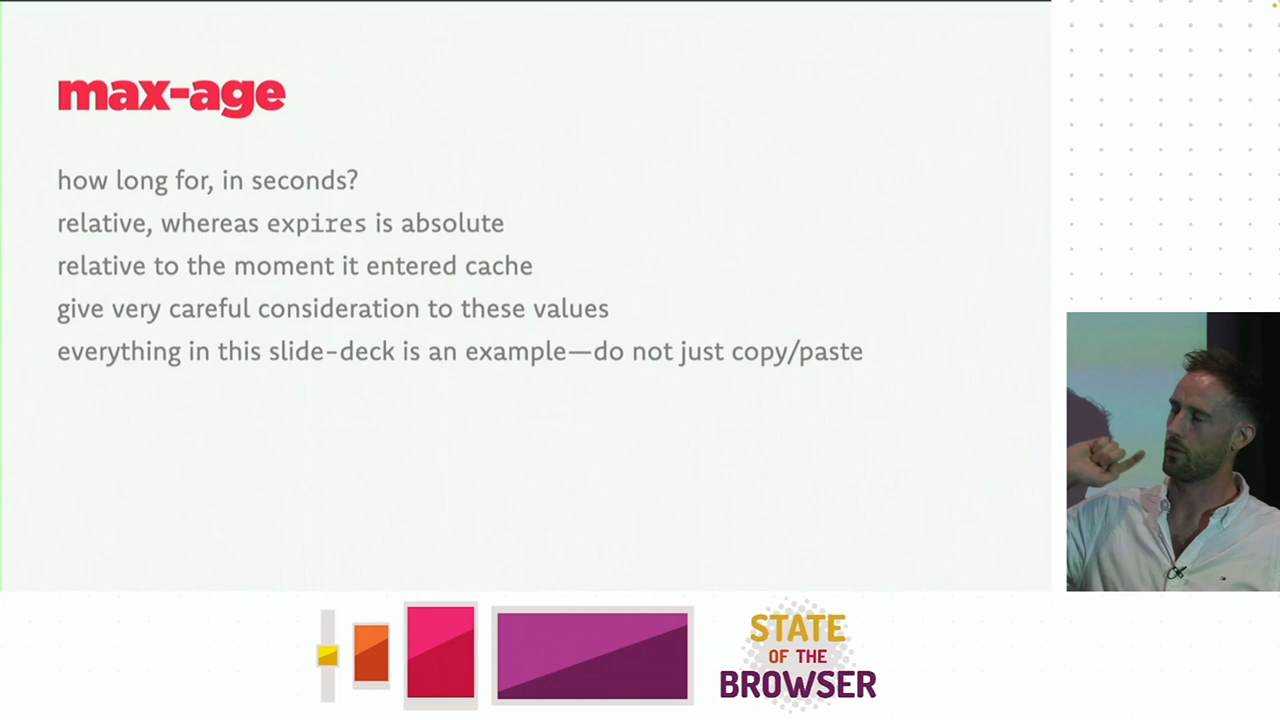 max-age
how long for, in seconds?
relative, whereas expires is absolute
relative to the moment it entered cache
give very careful consideration to these values
everything in this slide-deck is an example—do not just copy/paste
STATE
OF THE
BROWSER